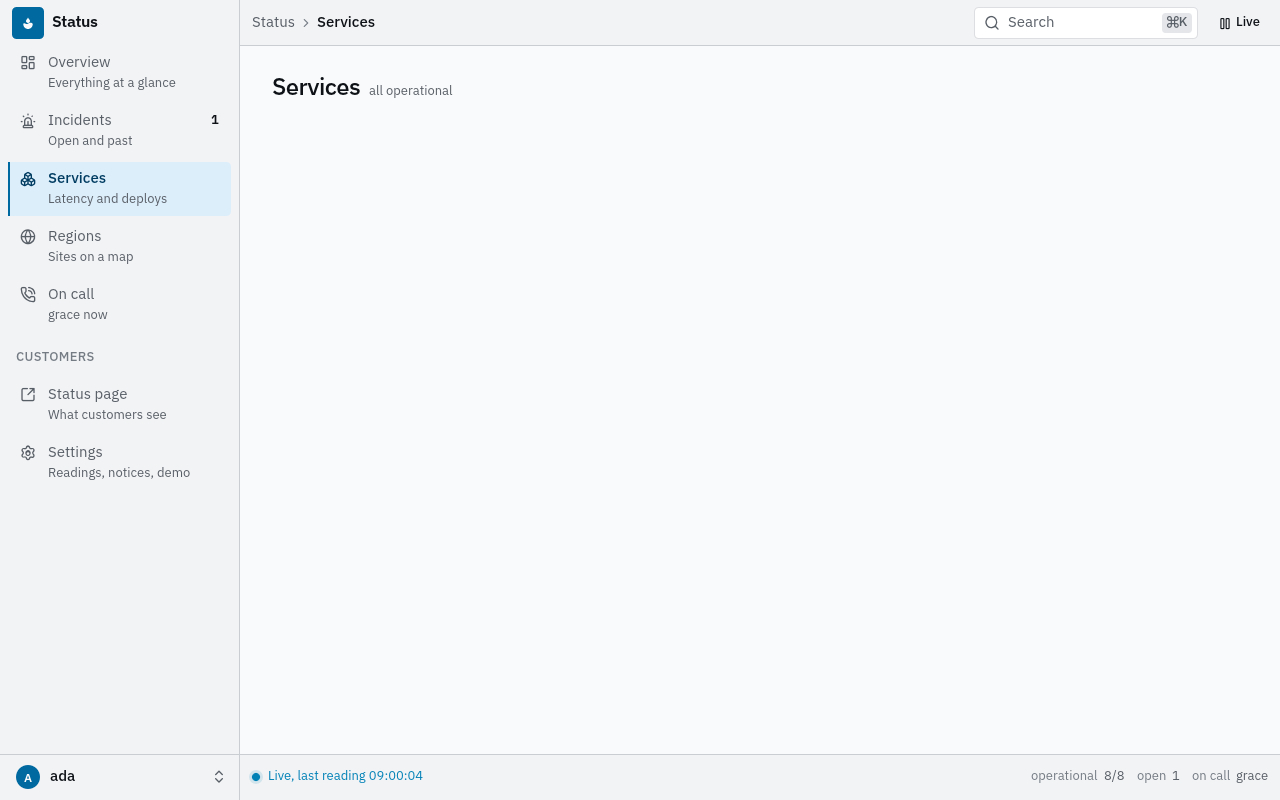 Status
Overview
Everything at a glance
Incidents 1
Open and past
Services
Latency and deploys
Regions
Sites on a map
On call
grace now
CUSTOMERS
Status page
What customers see
Settings
Readings, notices, demo
A ada
Status > Services
Search ⌘K Live
Services all operational
Live, last reading 09:00:04
operational 8/8 open 1 on call grace